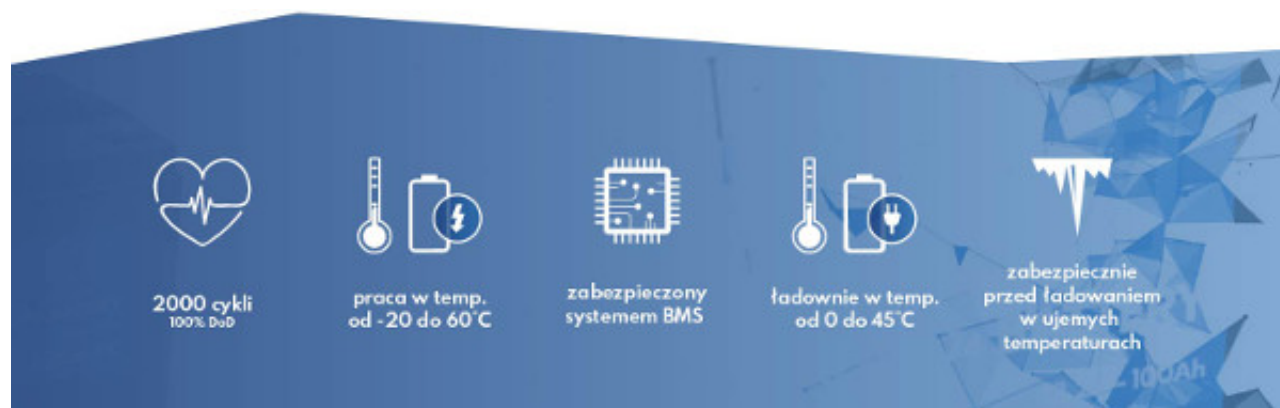 2000 cykli
100% DoD
praca w temp.
od -20 do 60°C
zabezpieczony
systemem BMS
ładownie w temp.
od 0 do 45°C
zabezpiecznie
przed ładowaniem
w ujemych
temperaturach
100Ah